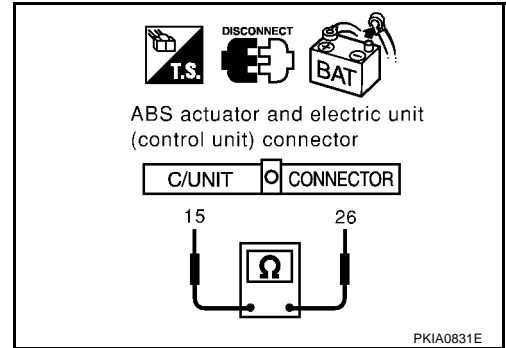 DISCONNECT
T.S.
BAT
ABS actuator and electric unit
(control unit) connector
C/UNIT CONNECTOR
15 26
Ω
PKIA0831E